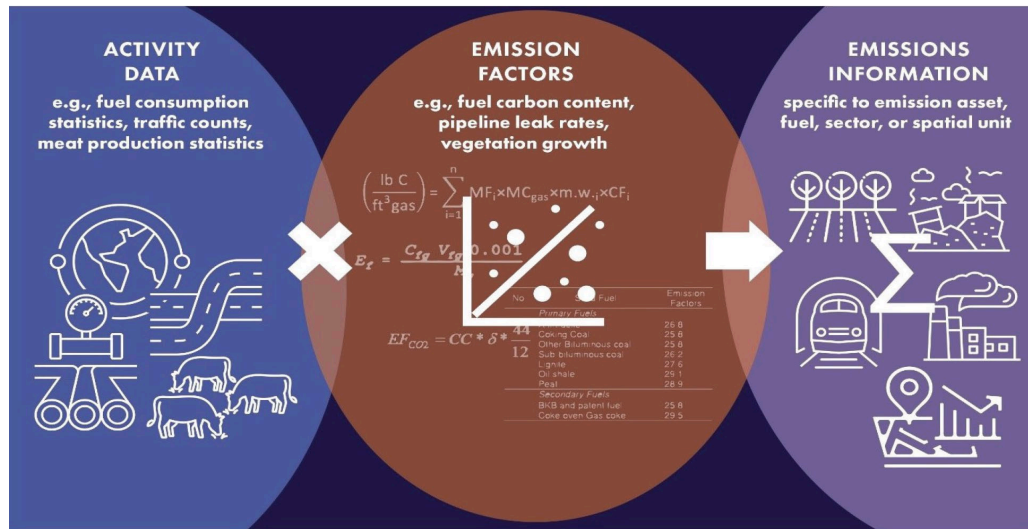 ACTIVITY
DATA
e.g., fuel consumption
statistics, traffic counts,
meat production statistics
EMISSION
FACTORS
e.g., fuel carbon content,
pipeline leak rates,
vegetation growth
(lb C / ft³gas) = ∑ⁿᵢ₌₁ MFᵢ×MCgas×m.w.ᵢ×CFᵢ
Cfg Vfg 0.001
EF_CO2 = CC * δ * 44/12
No Fuel Emission
Factors
Primary Fuels
Coking Coal 25.8
Other Bituminous coal 25.8
Sub bituminous coal 26.2
Lignite 27.6
Oil shale 29.1
Peat 28.9
Secondary Fuels
BKB and patent fuel 25.8
Coke oven Gas coke 29.5
EMISSIONS
INFORMATION
specific to emission asset,
fuel, sector, or spatial unit